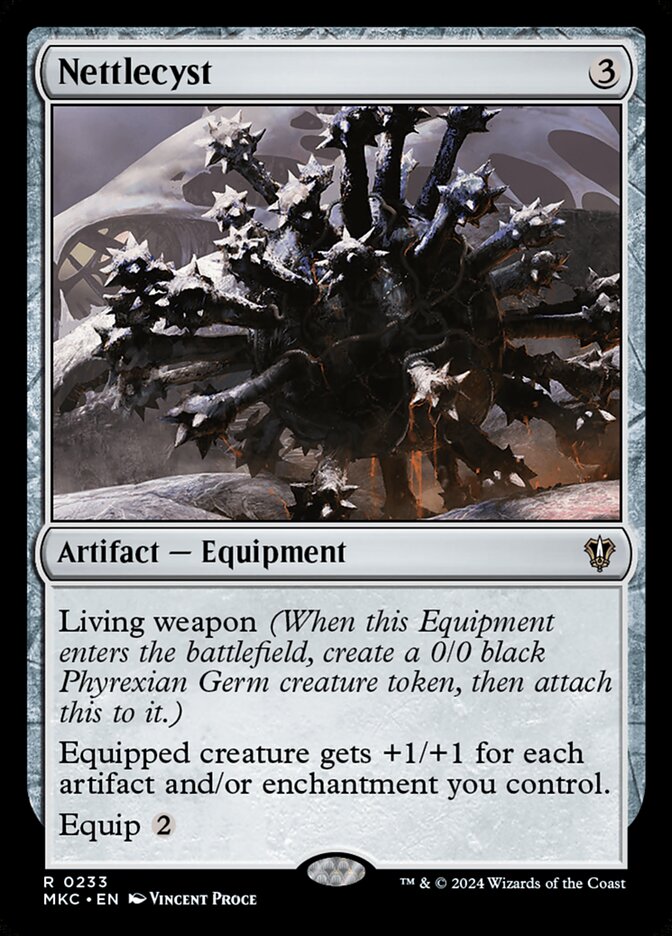 Nettlecyst 3
Artifact — Equipment
Living weapon (When this Equipment
enters the battlefield, create a 0/0 black
Phyrexian Germ creature token, then attach
this to it.)
Equipped creature gets +1/+1 for each
artifact and/or enchantment you control.
Equip 2
R 0233
MKC • EN Vincent Proce
™ & © 2024 Wizards of the Coast